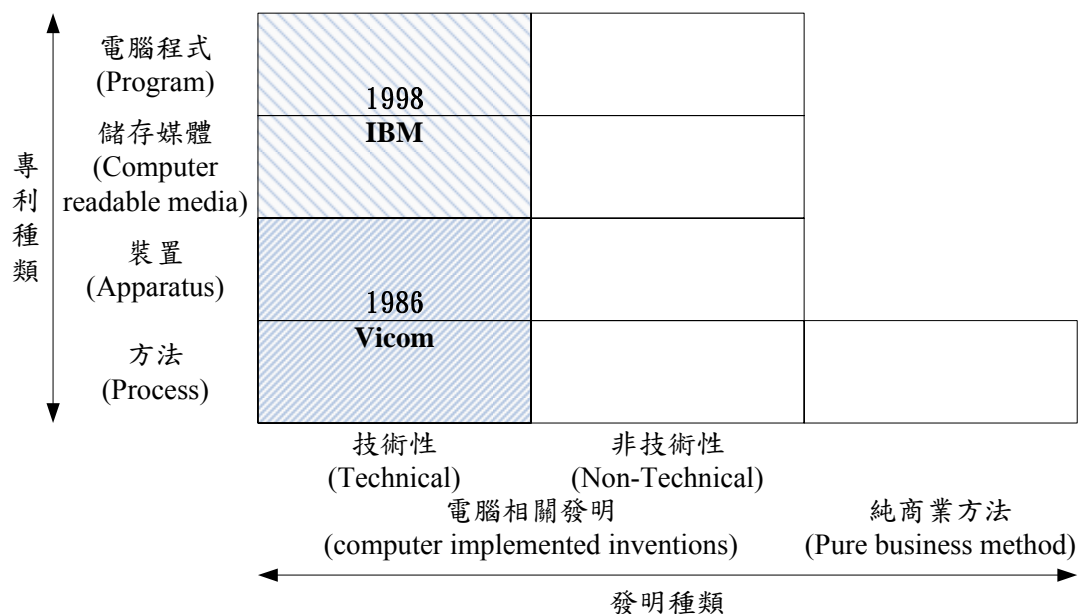 電腦程式
(Program)
儲存媒體
(Computer
readable media)
裝置
(Apparatus)
方法
(Process)
專利種類
1998
IBM
1986
Vicom
技術性
(Technical)
非技術性
(Non-Technical)
電腦相關發明
(computer implemented inventions)
純商業方法
(Pure business method)
發明種類